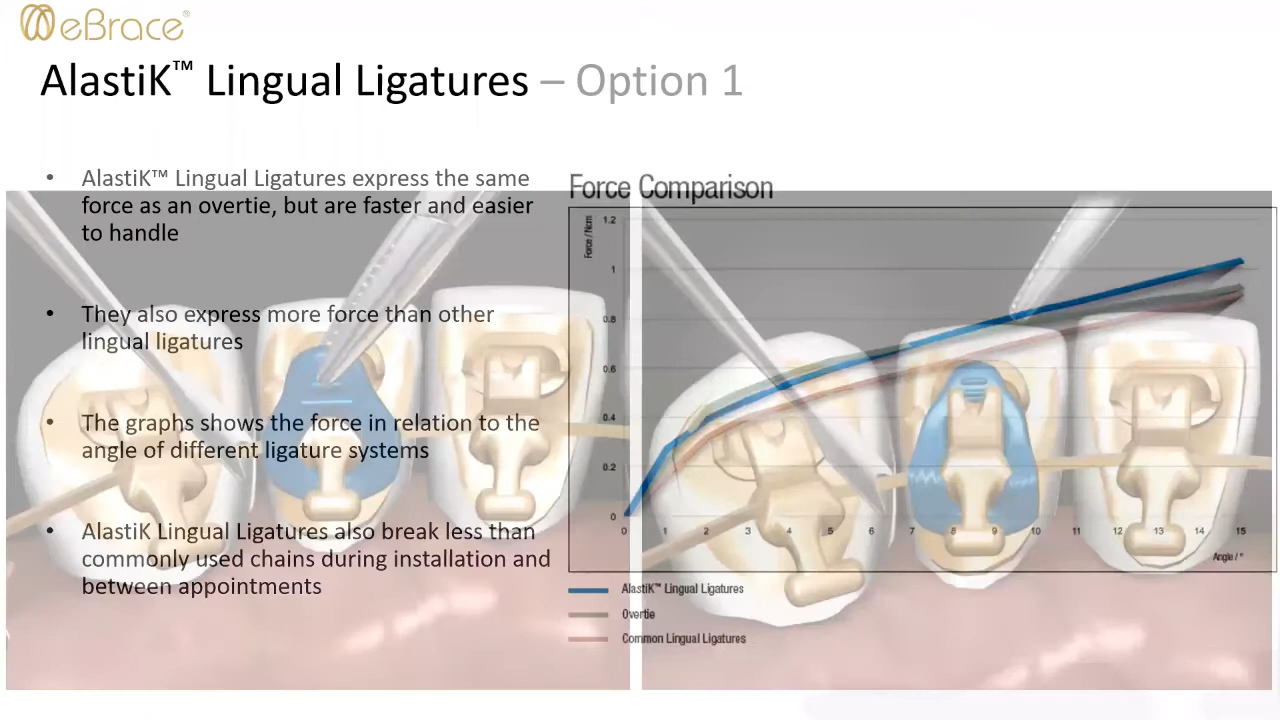 eBrace®
AlastiK™ Lingual Ligatures – Option 1
• AlastiK™ Lingual Ligatures express the same
force as an overtie, but are faster and easier
to handle
• They also express more force than other
lingual ligatures
• The graphs shows the force in relation to the
angle of different ligature systems
• AlastiK Lingual Ligatures also break less than
commonly used chains during installation and
between appointments
Force Comparison
Force / Ncm
1.2
1
0.8
0.6
0.4
0.2
0
0 1 2 3 4 5 6 7 8 9 10 11 12 13 14 15
Angle / °
AlastiK™ Lingual Ligatures
Overtie
Common Lingual Ligatures